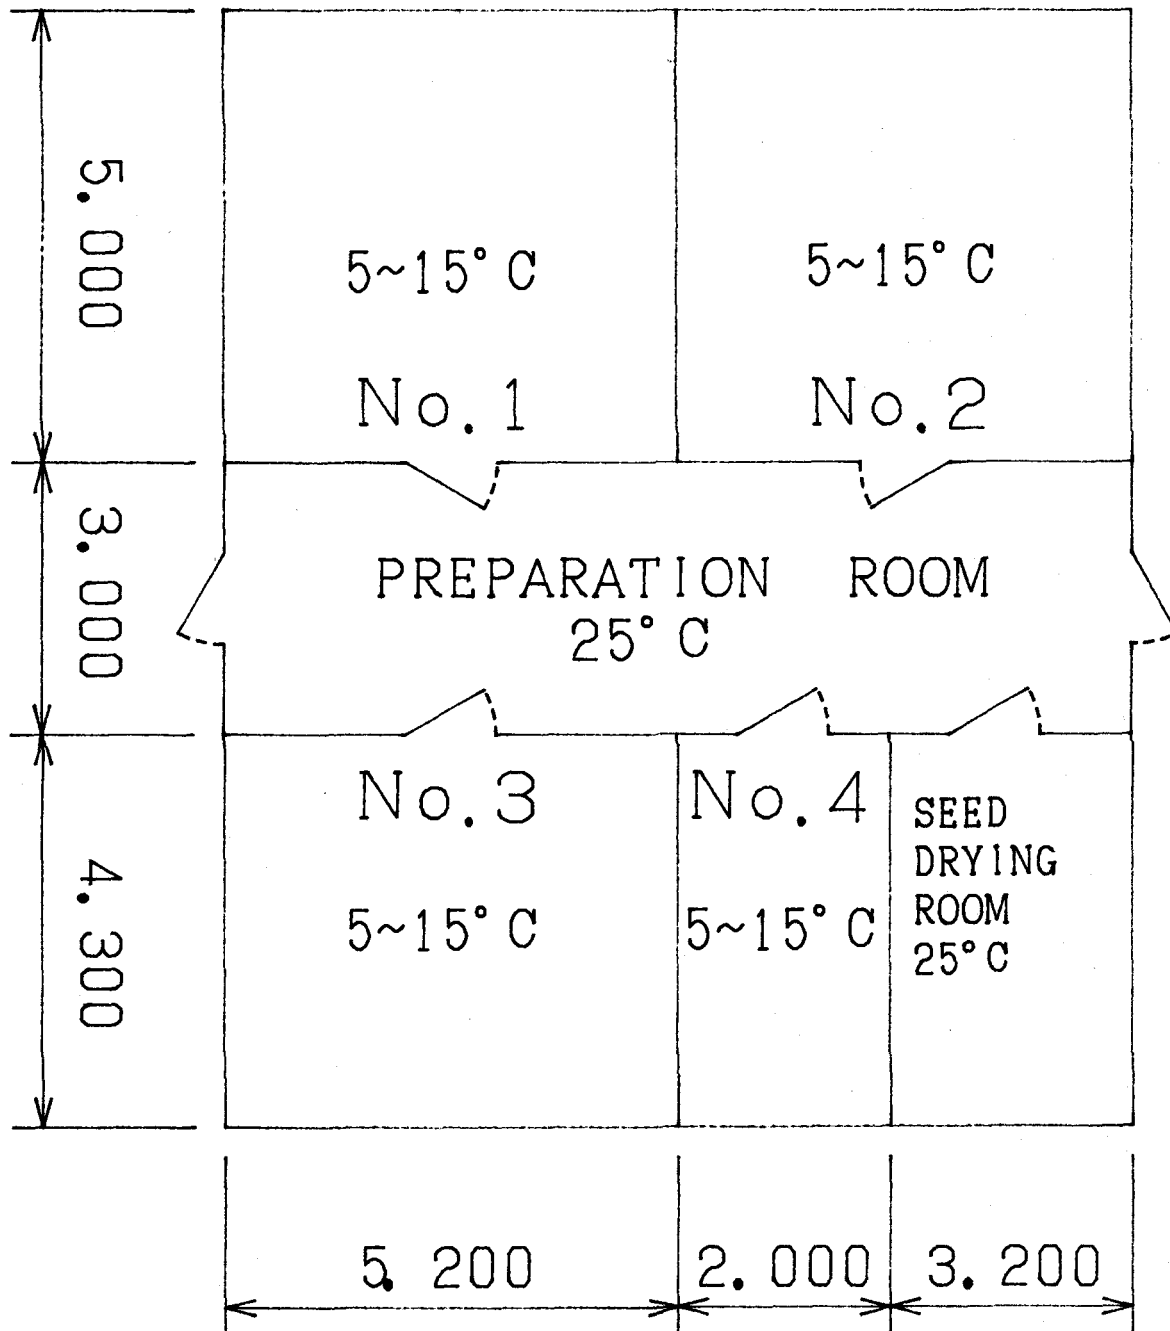 5.000
5~15°C
5~15°C
No.1
No.2
3.000
PREPARATION ROOM
25°C
4.300
No.3
No.4
SEED
DRYING
ROOM
25°C
5~15°C
5~15°C
5.200
2.000
3.200